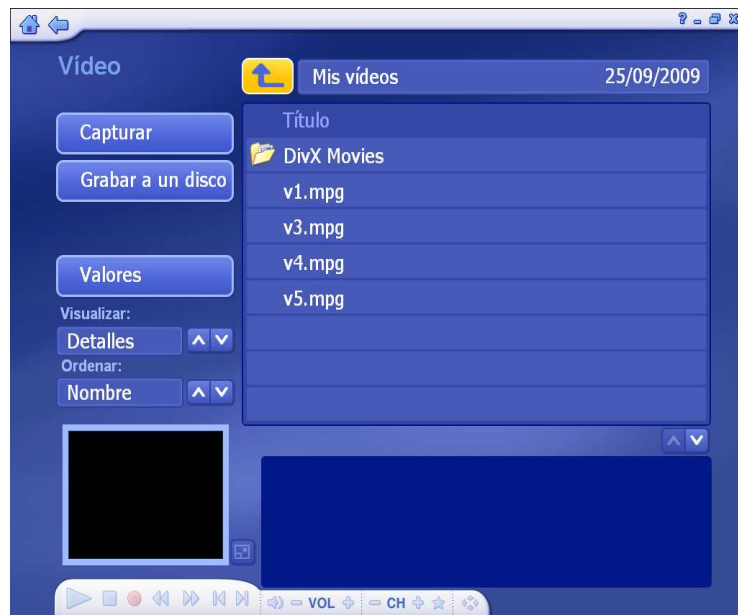 Vídeo
Mis vídeos 25/09/2009
Capturar
Grabar a un disco
Valores
Visualizar:
Detalles
Ordenar:
Nombre
Título
DivX Movies
v1.mpg
v3.mpg
v4.mpg
v5.mpg
VOL CH